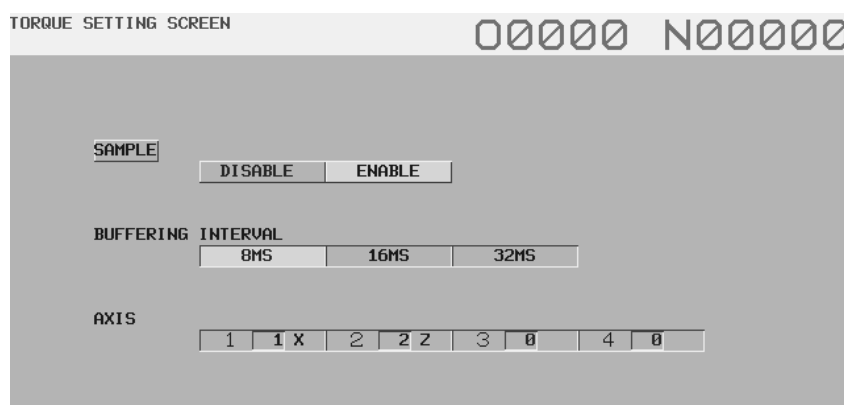 TORQUE SETTING SCREEN O0000 N00000
SAMPLE
DISABLE ENABLE
BUFFERING INTERVAL
8MS 16MS 32MS
AXIS
1 1 X 2 2 Z 3 0 4 0